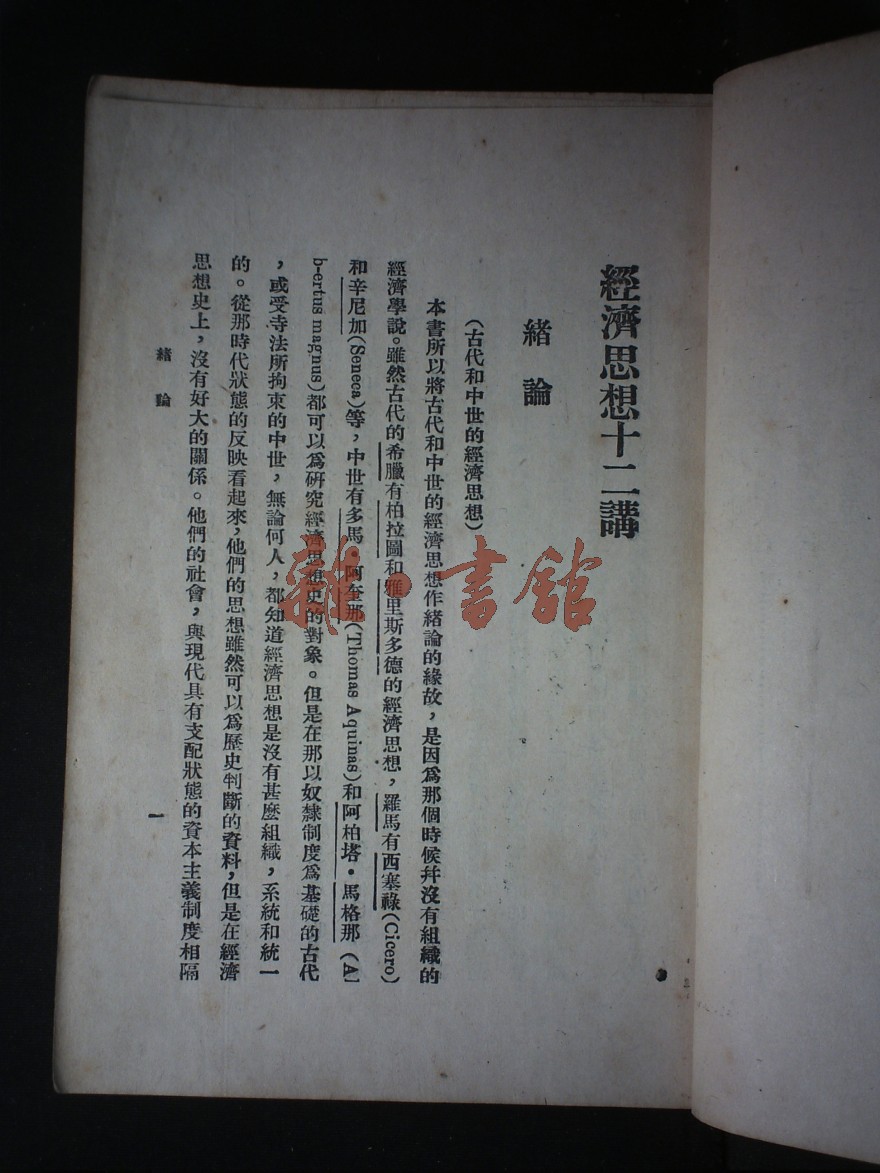 經濟思想十二講
緒論
(古代和中世的經濟思想)
本書所以將古代和中世的經濟思想作緒論的緣故，是因爲那個時候幷沒有組織的
經濟學說。雖然古代的希臘有柏拉圖和雅里斯多德的經濟思想，羅馬有西塞祿(Cicero)
和辛尼加(Seneca)等，中世有多馬·阿奎那(Thomas Aquinas)和阿柏塔·馬格那 (Al
b-ertus magnus)都可以爲硏究經濟思想史的對象。但是在那以奴隸制度爲基礎的古代
，或受寺法所拘束的中世，無論何人，都知道經濟思想是沒有甚麼組織，系統和統一
的。從那時代狀態的反映看起來，他們的思想雖然可以爲歷史判斷的資料，但是在經濟
思想史上，沒有好大的關係。他們的社會，與現代具有支配狀態的資本主義制度相隔
緒論
一
書館